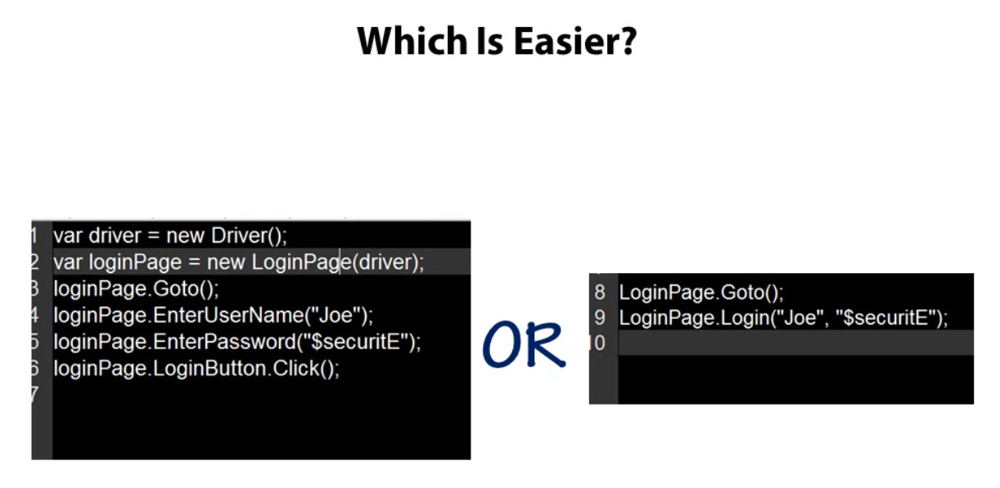 Which Is Easier?
1 var driver = new Driver();
2 var loginPage = new LoginPage(driver);
3 loginPage.Goto();
4 loginPage.EnterUserName("Joe");
5 loginPage.EnterPassword("$securitE");
6 loginPage.LoginButton.Click();
7
OR
8 LoginPage.Goto();
9 LoginPage.Login("Joe", "$securitE");
10